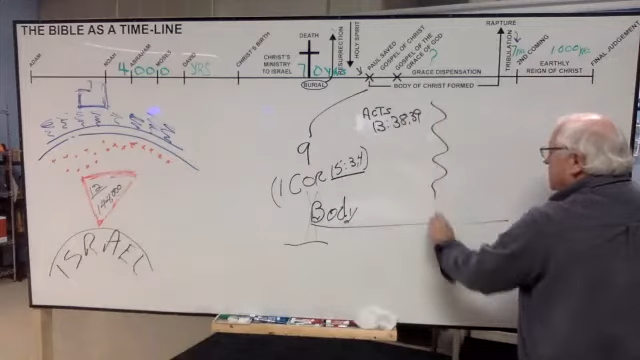 THE BIBLE AS A TIME-LINE
ADAM
NOAH
ABRAHAM
MOSES
DAVID
CHRIST'S BIRTH
CHRIST'S
MINISTRY
TO ISRAEL
DEATH
BURIAL
RESURRECTION
HOLY SPIRIT
PAUL SAVED
GOSPEL OF CHRIST
GOSPEL OF THE
GRACE OF GOD
?
GRACE DISPENSATION
BODY OF CHRIST FORMED
RAPTURE
TRIBULATION
2ND COMING
EARTHLY
REIGN OF CHRIST
FINAL JUDGEMENT
4,000 YRS
1000
ACTS
13:38,39
9
(1 COR 15:3,4)
Body
12
144,000
ISRAEL